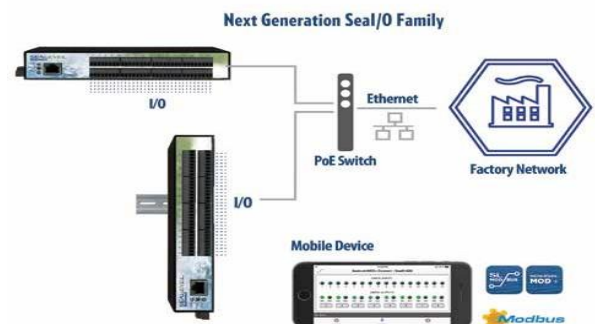 Next Generation SeaI/O Family
I/O
Ethernet
PoE Switch
Factory Network
I/O
Mobile Device
Modbus